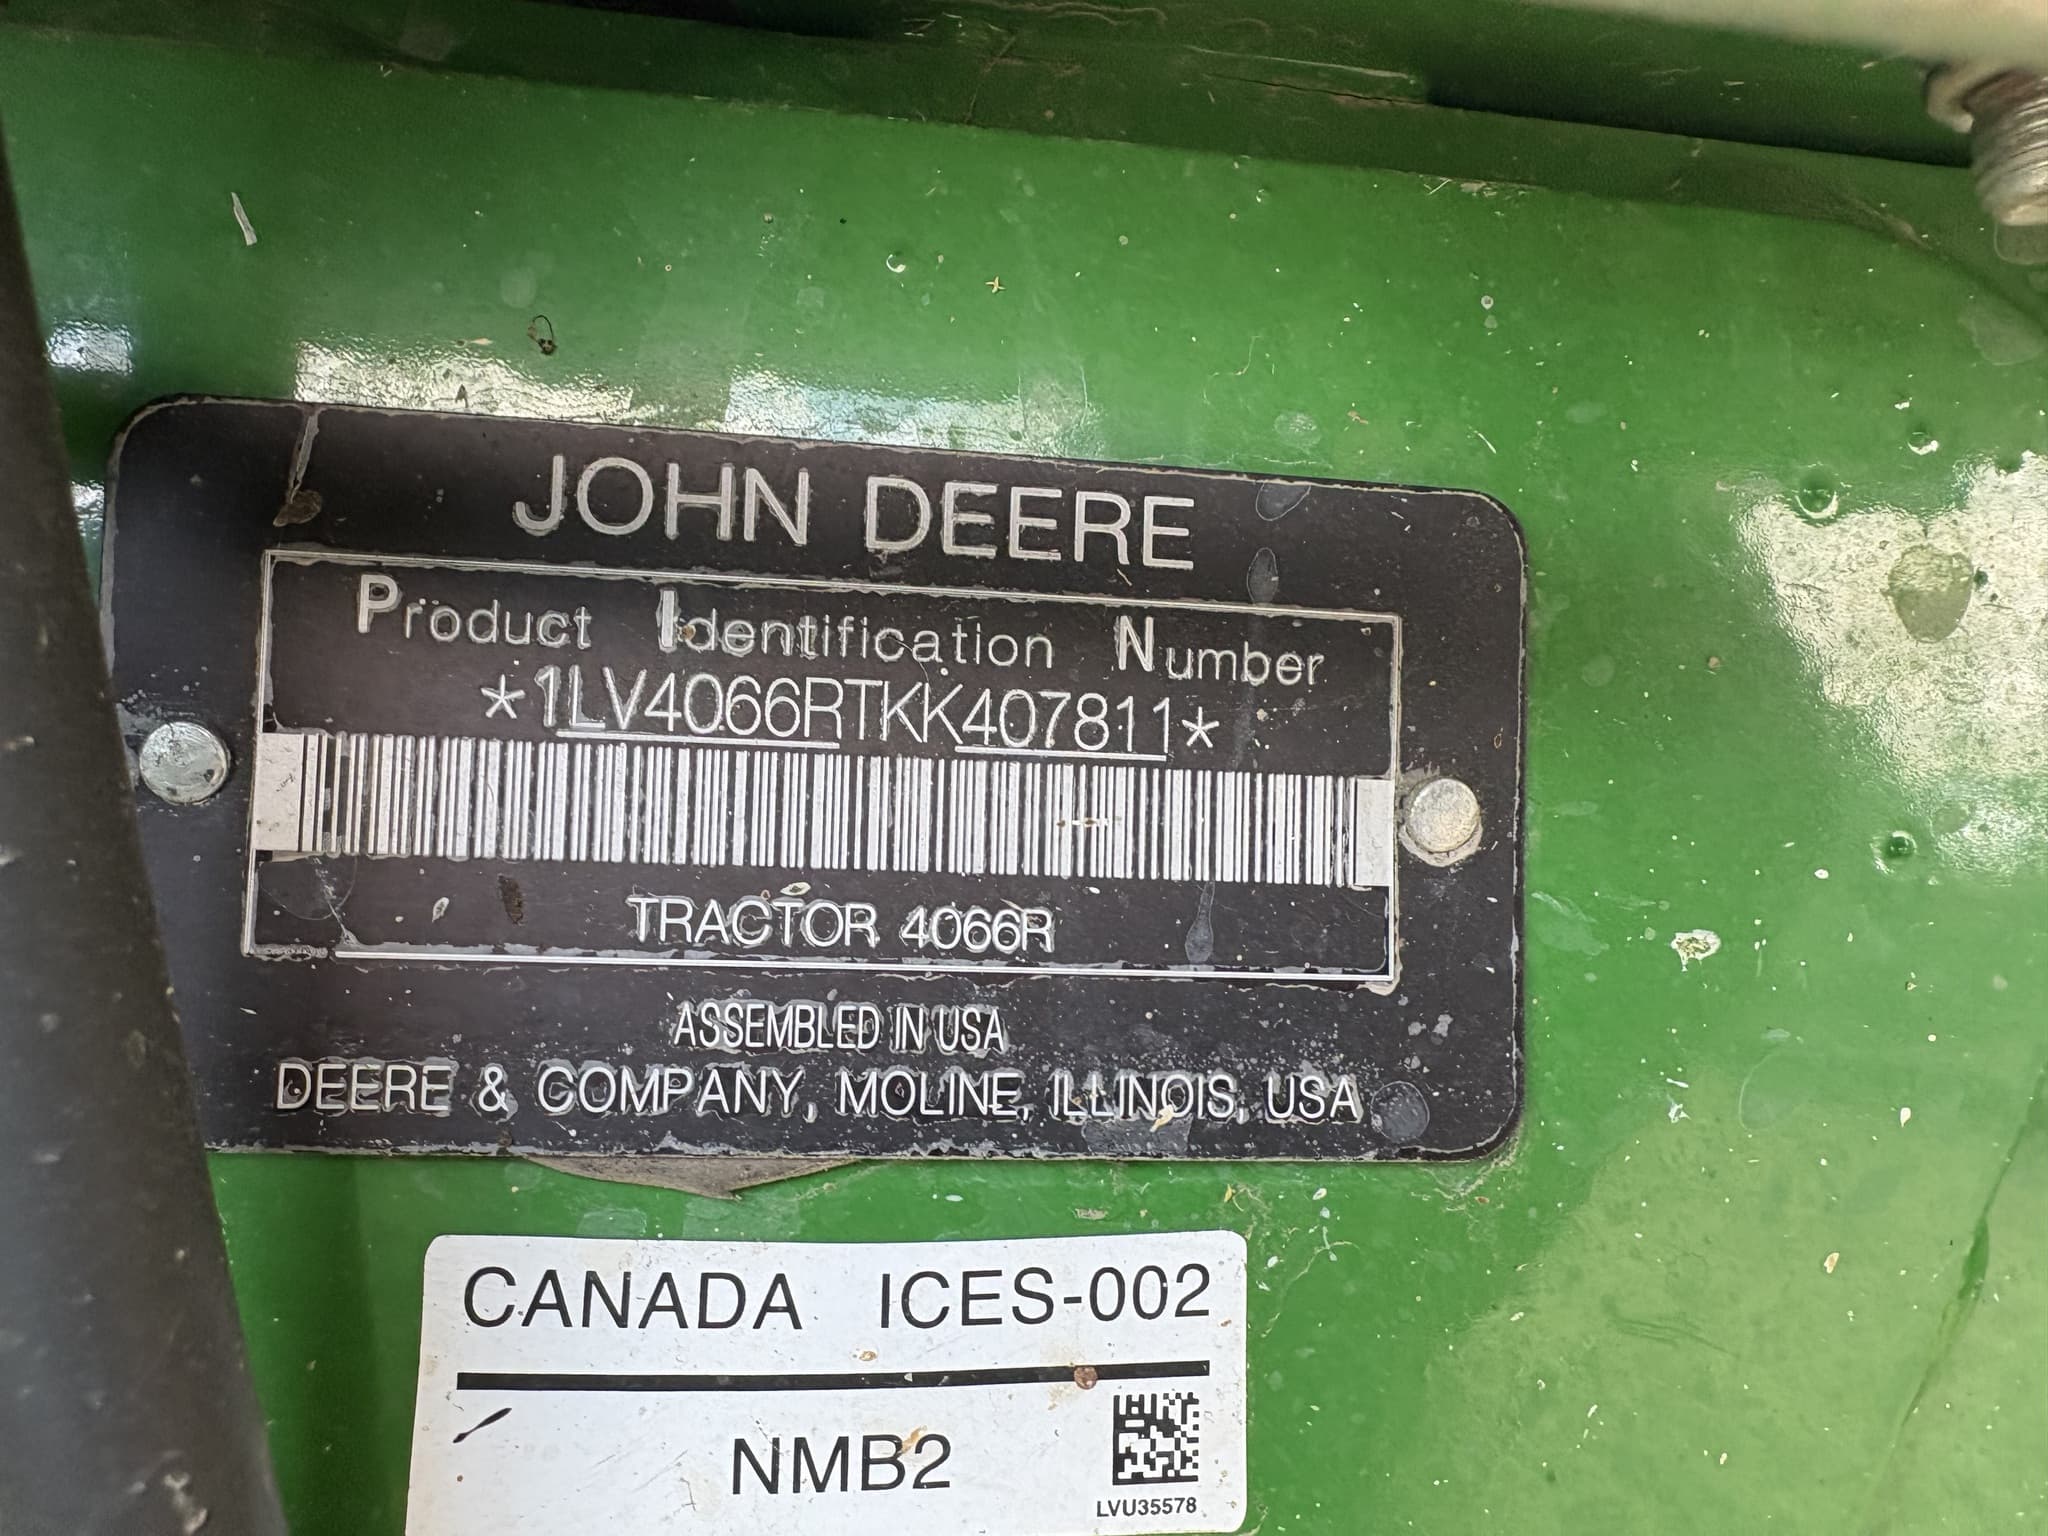 JOHN DEERE
Product Identification Number
*1LV4066RTKK407811*
TRACTOR 4066R
ASSEMBLED IN USA
DEERE & COMPANY, MOLINE, ILLINOIS, USA
CANADA ICES-002
NMB2
LVU35578